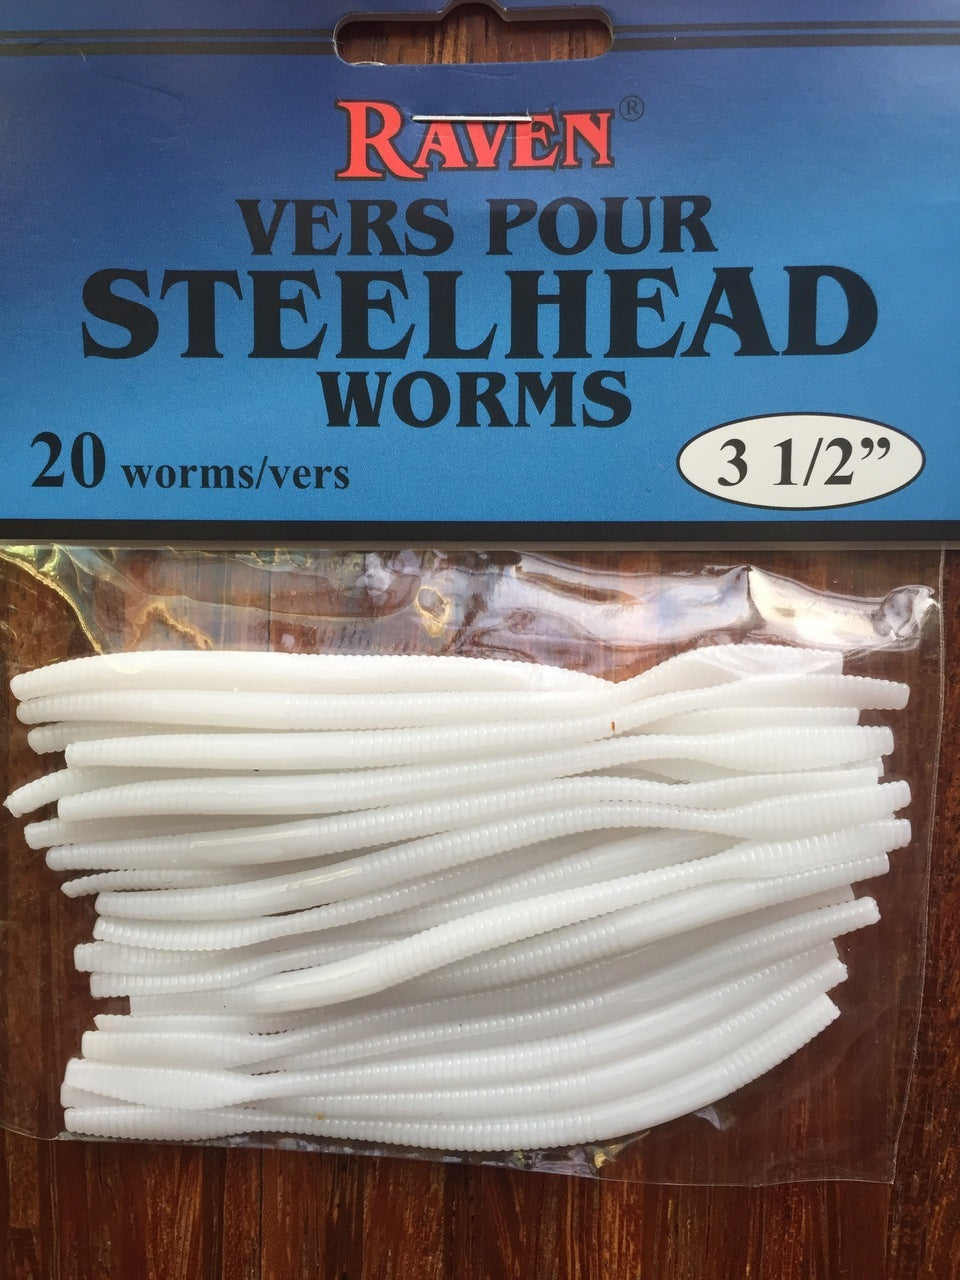 RAVEN®
VERS POUR
STEELHEAD
WORMS
20 worms/vers
3 1/2”